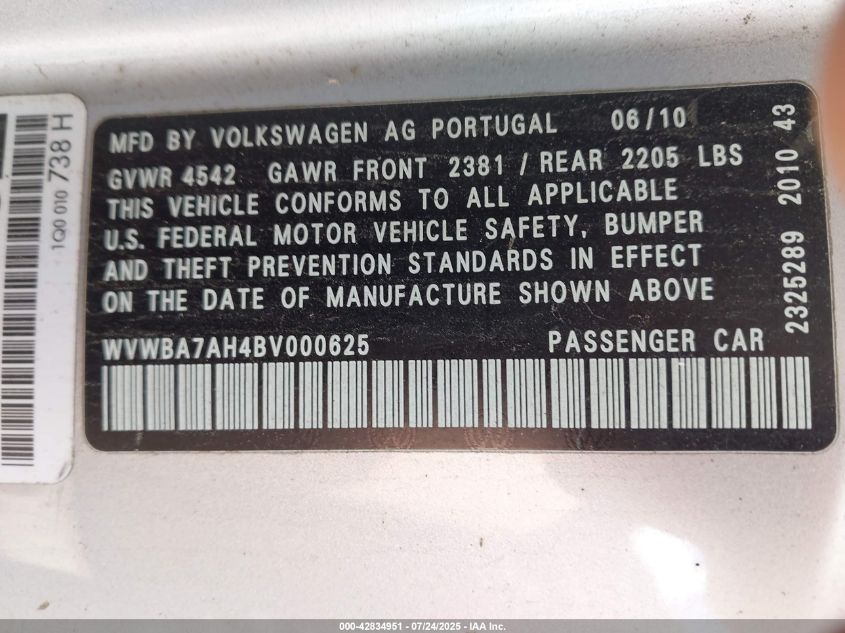 MFD BY VOLKSWAGEN AG PORTUGAL 06/10
GVWR 4542 GAWR FRONT 2381 / REAR 2205 LBS
THIS VEHICLE CONFORMS TO ALL APPLICABLE
U.S. FEDERAL MOTOR VEHICLE SAFETY, BUMPER
AND THEFT PREVENTION STANDARDS IN EFFECT
ON THE DATE OF MANUFACTURE SHOWN ABOVE
WVWBA7AH4BV000625 PASSENGER CAR
2325289 2010 43
1Q0 010 738 H
000-42834951 - 07/24/2025 - IAA Inc.